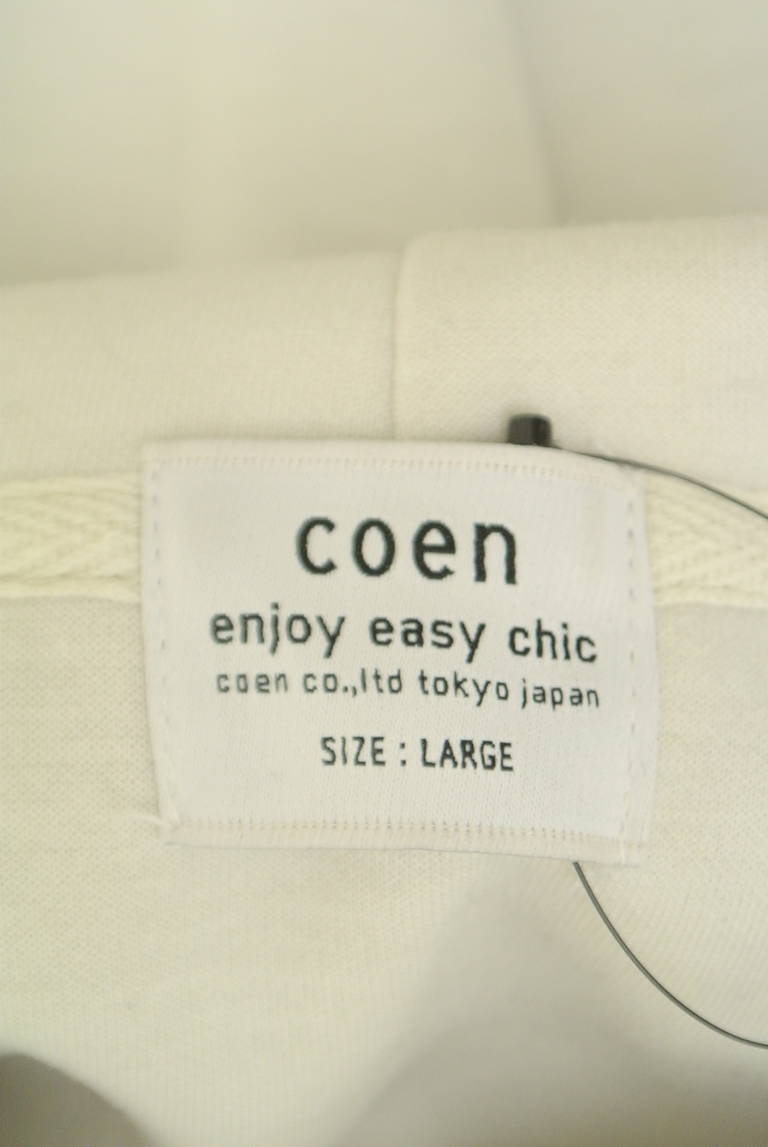 coen
enjoy easy chic
coen co.,ltd tokyo japan
SIZE : LARGE